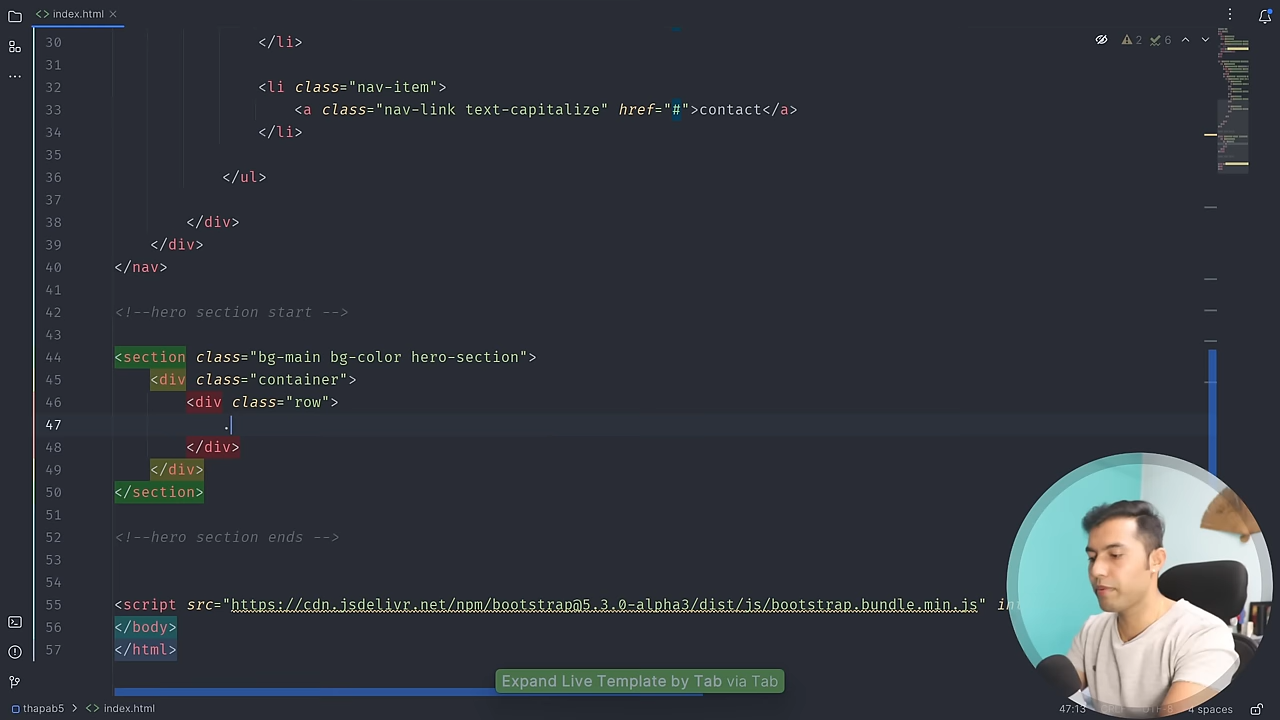 index.html
2 6
30 </li>
31
32 <li class="nav-item">
33 <a class="nav-link text-capitalize" href="#">contact</a>
34 </li>
35
36 </ul>
37
38 </div>
39 </div>
40 </nav>
41
42 <!--hero section start -->
43
44 <section class="bg-main bg-color hero-section">
45 <div class="container">
46 <div class="row">
47 .
48 </div>
49 </div>
50 </section>
51
52 <!--hero section ends -->
53
54
55 <script src="https://cdn.jsdelivr.net/npm/bootstrap@5.3.0-alpha3/dist/js/bootstrap.bundle.min.js"
56 </body>
57 </html>
Expand Live Template by Tab via Tab
thapab5 index.html 47:13 4 spaces